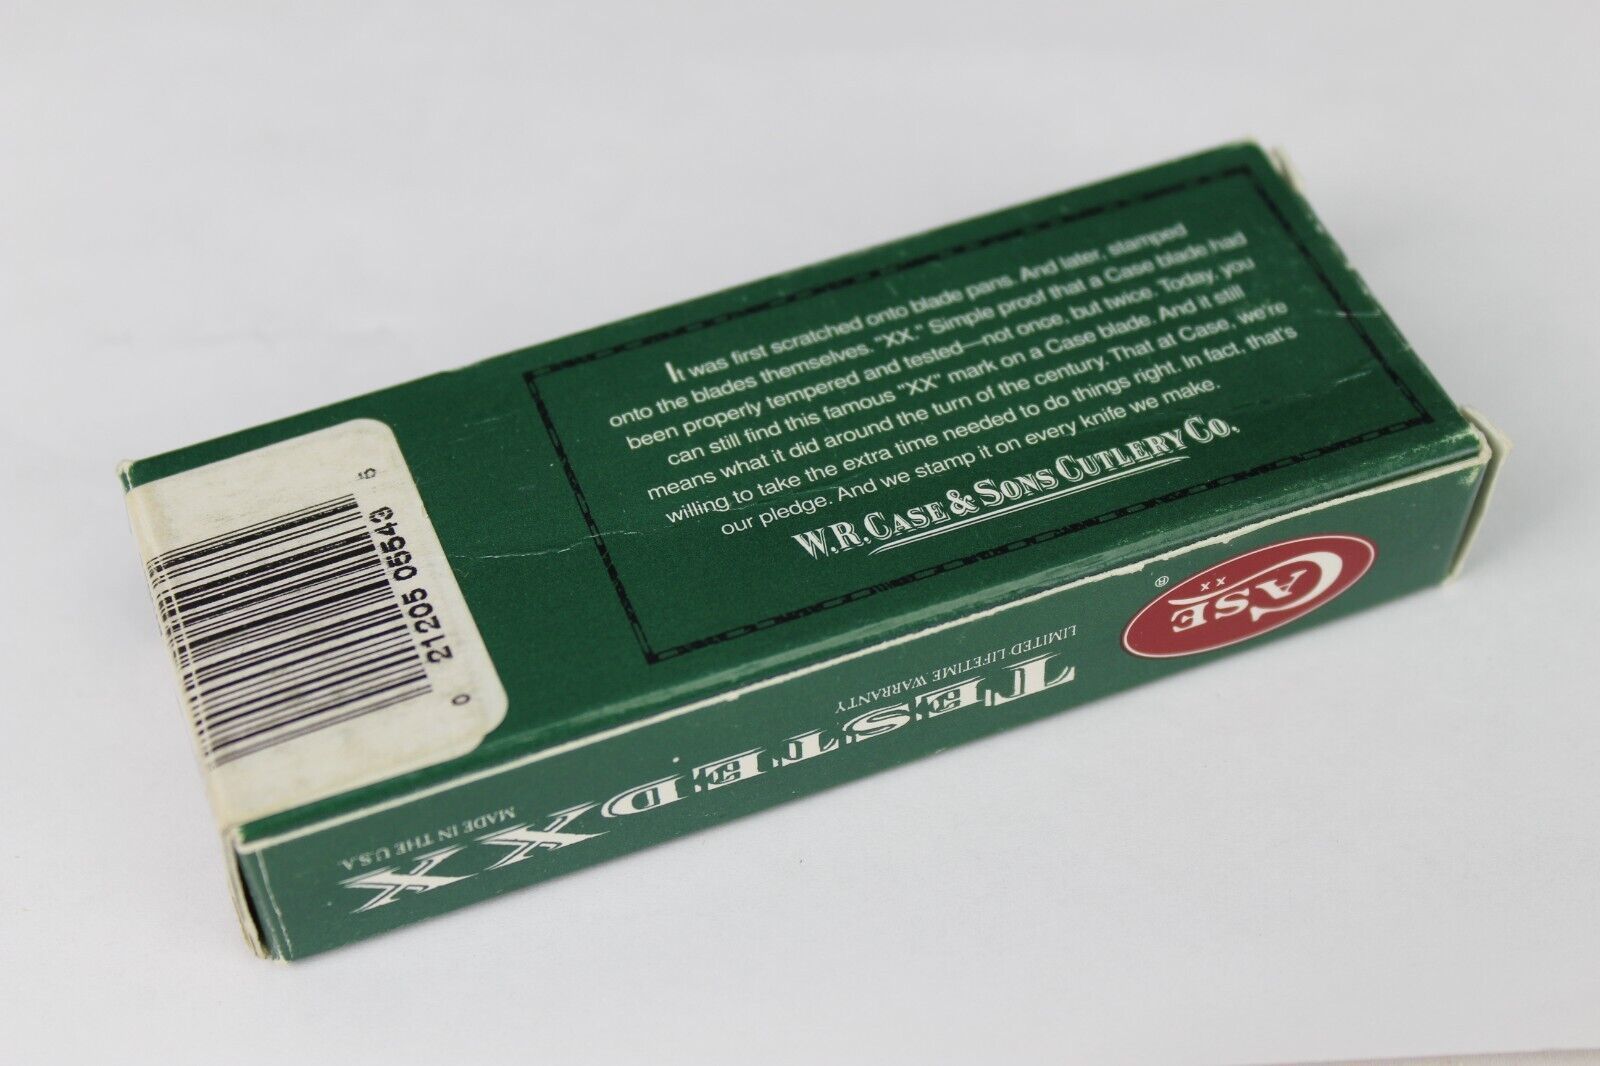 It was first scratched onto blade pans. And later, stamped
onto the blades themselves. "XX." Simple proof that a Case blade had
been properly tempered and tested—not once, but twice. Today, you
can still find this famous "XX" mark on a Case blade. And it still
means what it did around the turn of the century. That at Case, we're
willing to take the extra time needed to do things right. In fact, that's
our pledge. And we stamp it on every knife we make.
W.R. CASE & SONS CUTLERY CO.
0 21205 05543 5
CASE
XX
®
TESTED XX
LIMITED LIFETIME WARRANTY
MADE IN THE U.S.A.